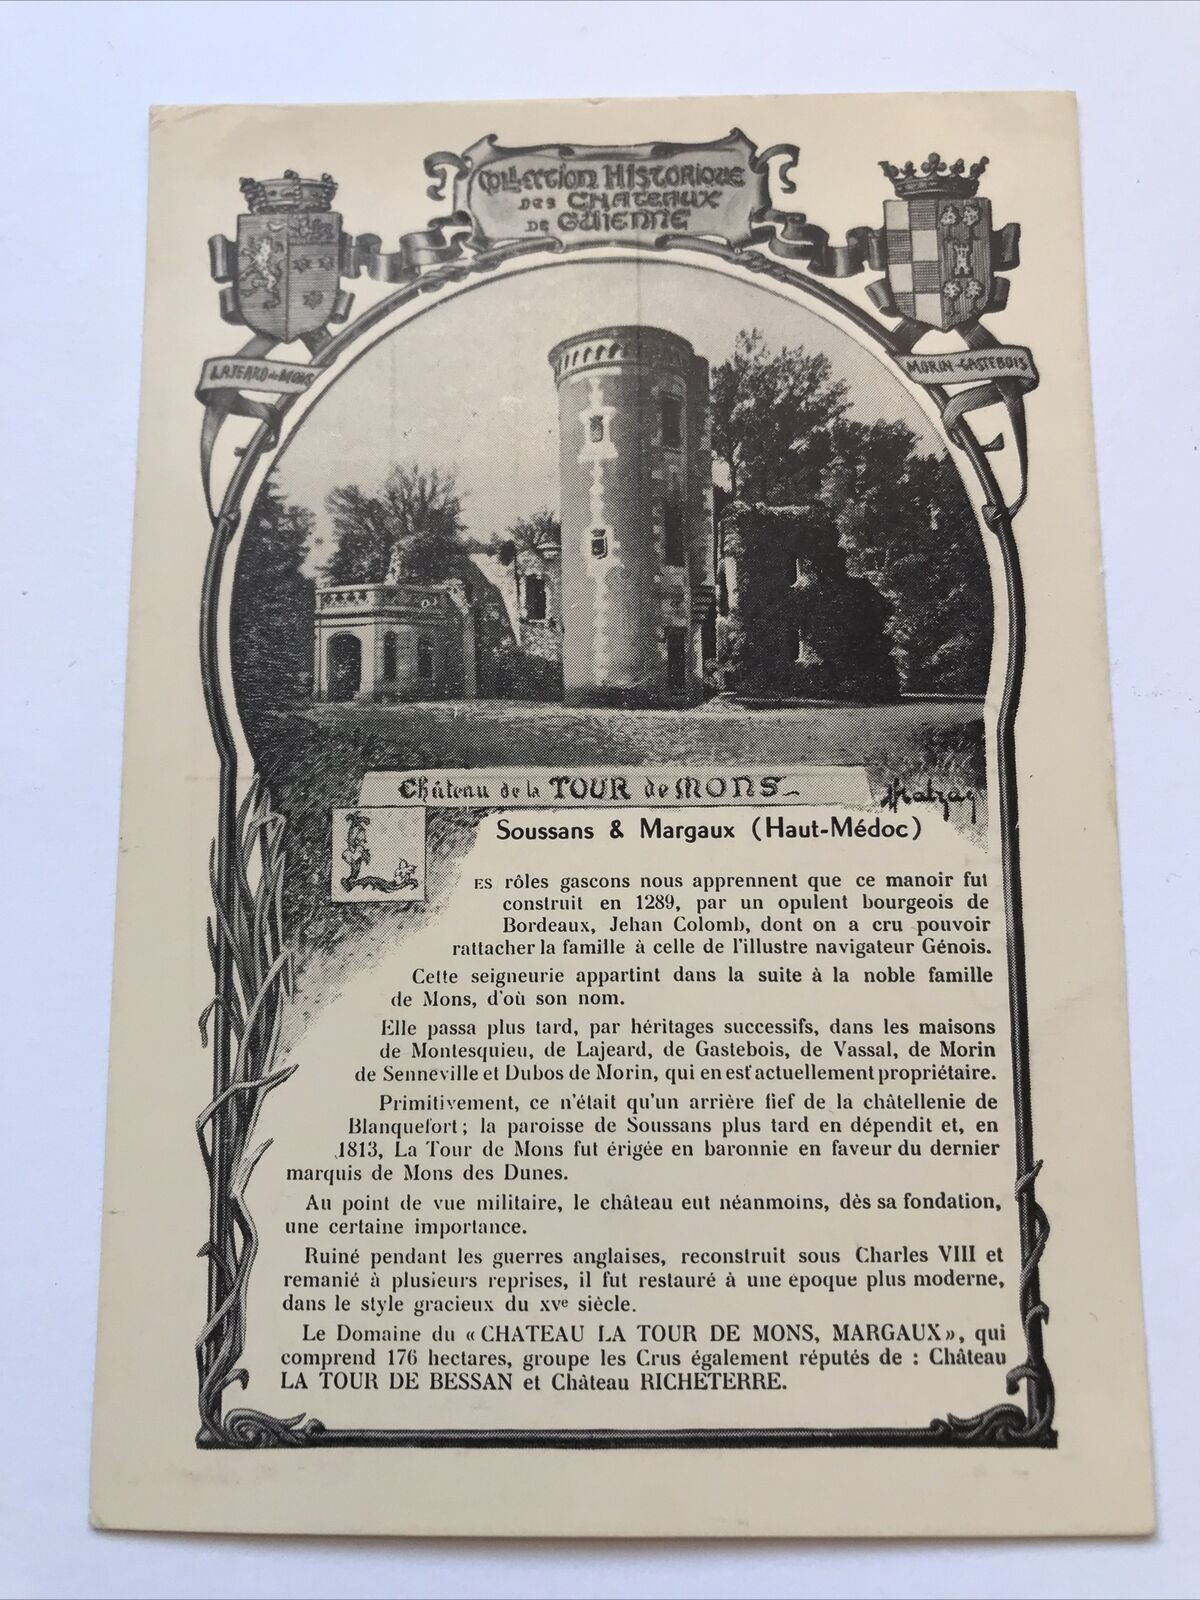 Collection Historique
des Chateaux
de Guienne
LAJEARD de MONS
MORIN-GASTEBOIS
Château de la TOUR de MONS
Soussans & Margaux (Haut-Médoc)
LES rôles gascons nous apprennent que ce manoir fut
construit en 1289, par un opulent bourgeois de
Bordeaux, Jehan Colomb, dont on a cru pouvoir
rattacher la famille à celle de l'illustre navigateur Génois.
Cette seigneurie appartint dans la suite à la noble famille
de Mons, d'où son nom.
Elle passa plus tard, par héritages successifs, dans les maisons
de Montesquieu, de Lajeard, de Gastebois, de Vassal, de Morin
de Senneville et Dubos de Morin, qui en est actuellement propriétaire.
Primitivement, ce n'était qu'un arrière fief de la châtellenie de
Blanquefort ; la paroisse de Soussans plus tard en dépendit et, en
1813, La Tour de Mons fut érigée en baronnie en faveur du dernier
marquis de Mons des Dunes.
Au point de vue militaire, le château eut néanmoins, dès sa fondation,
une certaine importance.
Ruiné pendant les guerres anglaises, reconstruit sous Charles VIII et
remanié à plusieurs reprises, il fut restauré à une époque plus moderne,
dans le style gracieux du XVe siècle.
Le Domaine du « CHATEAU LA TOUR DE MONS, MARGAUX», qui
comprend 176 hectares, groupe les Crus également réputés de : Château
LA TOUR DE BESSAN et Château RICHETERRE.